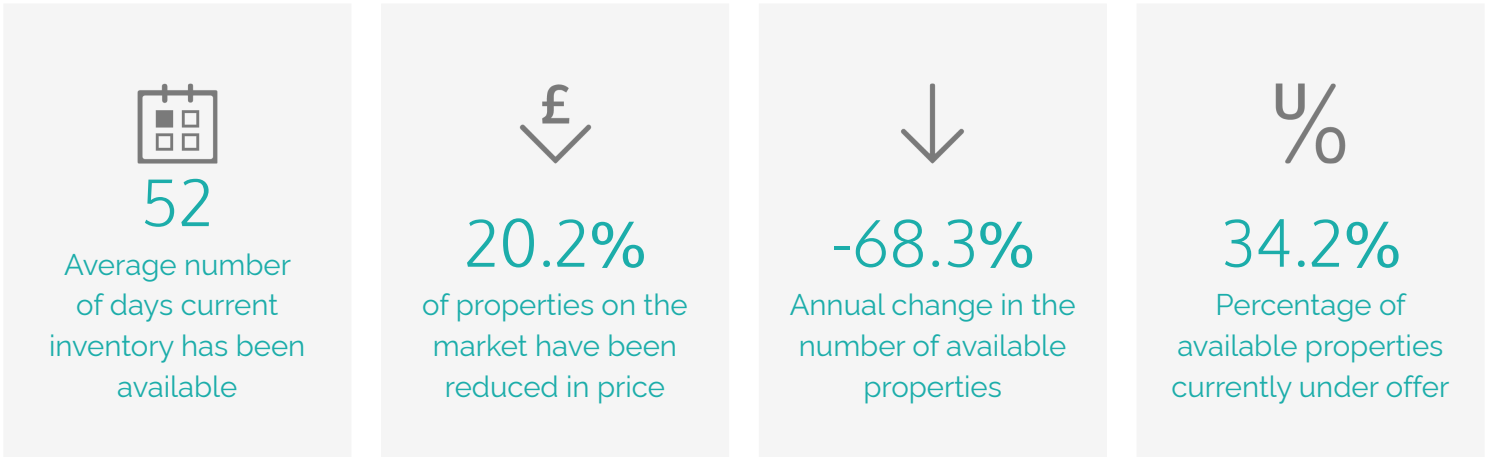 52
Average number
of days current
inventory has been
available
£
20.2%
of properties on the
market have been
reduced in price
-68.3%
Annual change in the
number of available
properties
U/O
34.2%
Percentage of
available properties
currently under offer